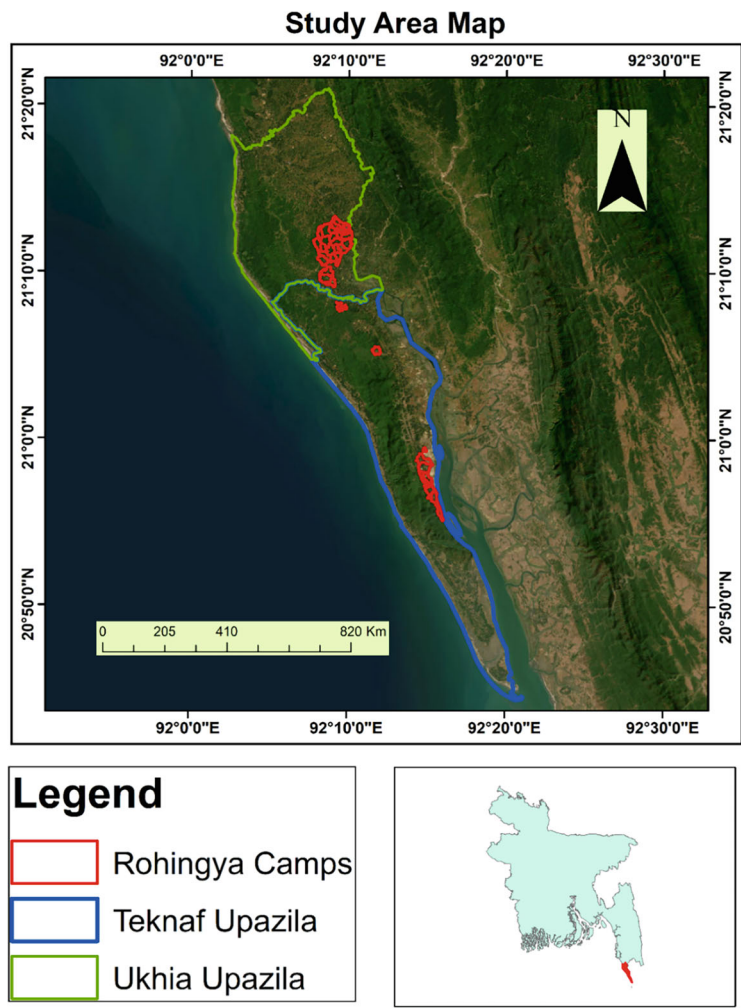 Study Area Map
92°0'0"E 92°10'0"E 92°20'0"E 92°30'0"E
21°20'0"N 21°20'0"N
N
21°10'0"N 21°10'0"N
21°0'0"N 21°0'0"N
20°50'0"N 20°50'0"N
0 205 410 820 Km
92°0'0"E 92°10'0"E 92°20'0"E 92°30'0"E
Legend
Rohingya Camps
Teknaf Upazila
Ukhia Upazila